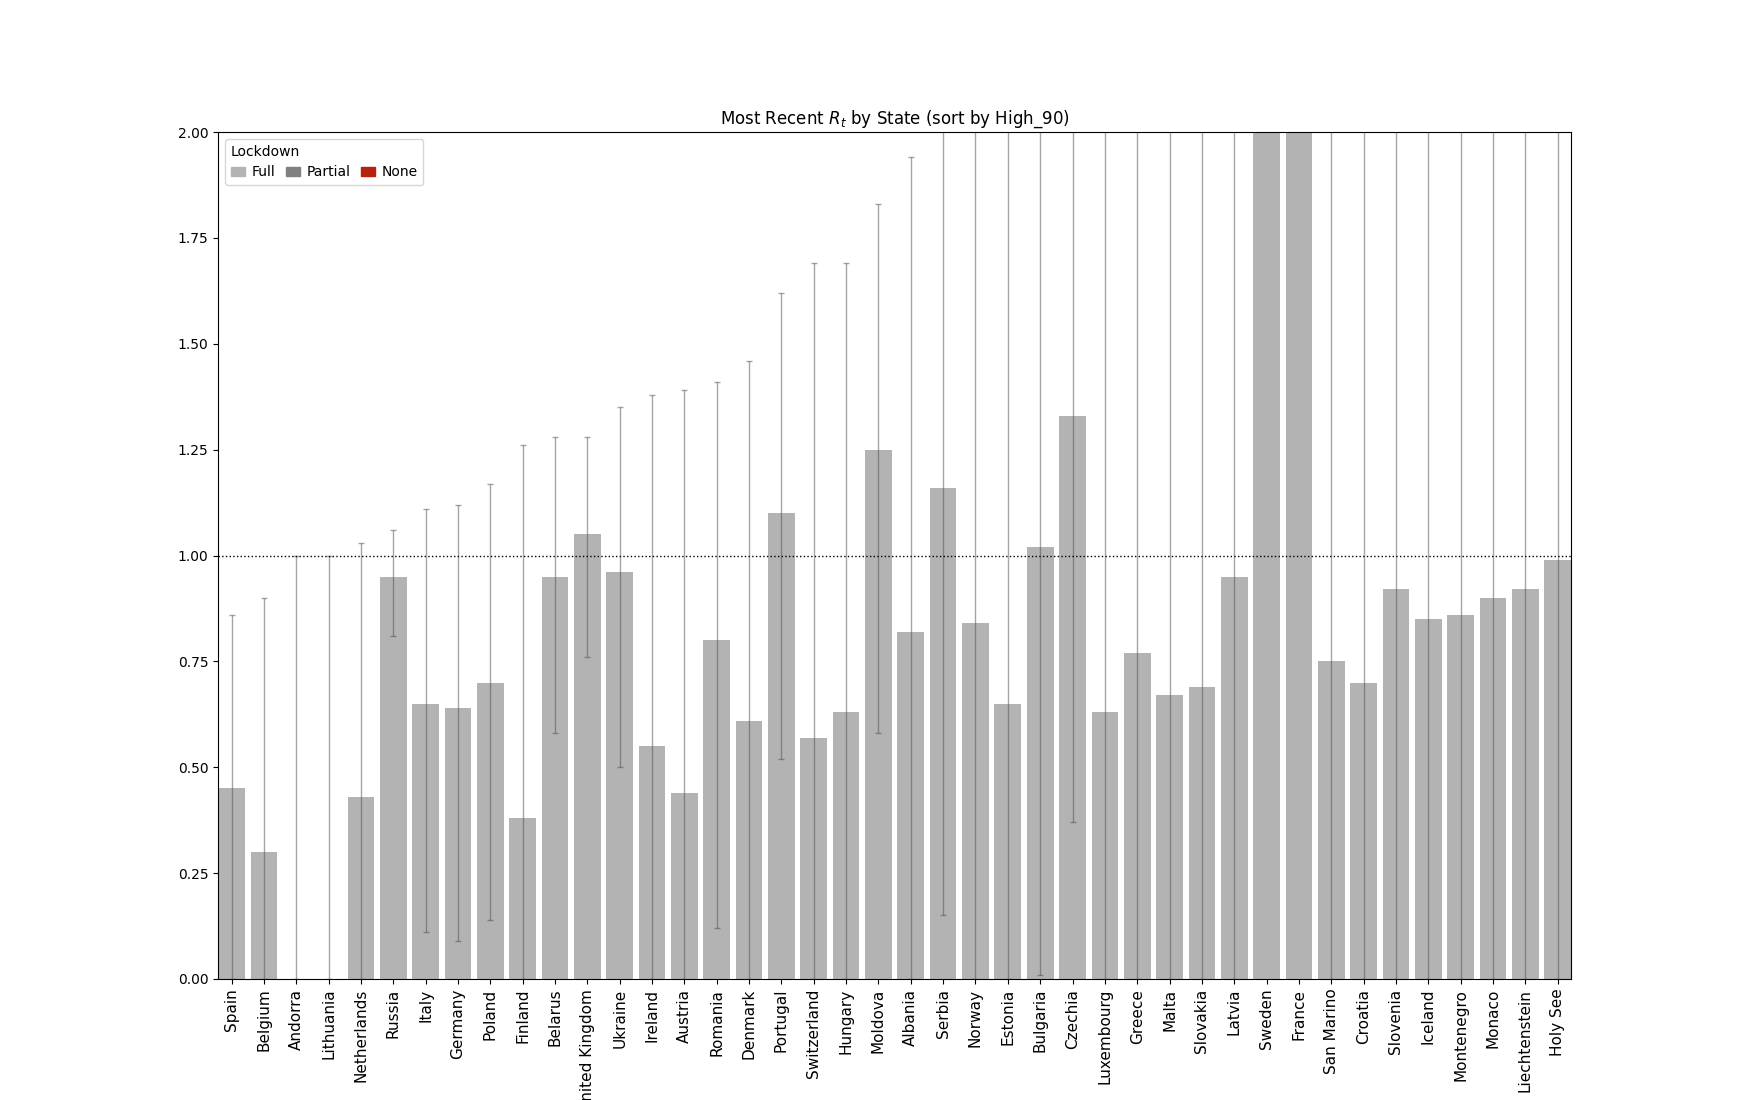 Most Recent R_t by State (sort by High_90)
Lockdown
Full Partial None
2.00
1.75
1.50
1.25
1.00
0.75
0.50
0.25
0.00
Spain
Belgium
Andorra
Lithuania
Netherlands
Russia
Italy
Germany
Poland
Finland
Belarus
nited Kingdom
Ukraine
Ireland
Austria
Romania
Denmark
Portugal
Switzerland
Hungary
Moldova
Albania
Serbia
Norway
Estonia
Bulgaria
Czechia
Luxembourg
Greece
Malta
Slovakia
Latvia
Sweden
France
San Marino
Croatia
Slovenia
Iceland
Montenegro
Monaco
Liechtenstein
Holy See